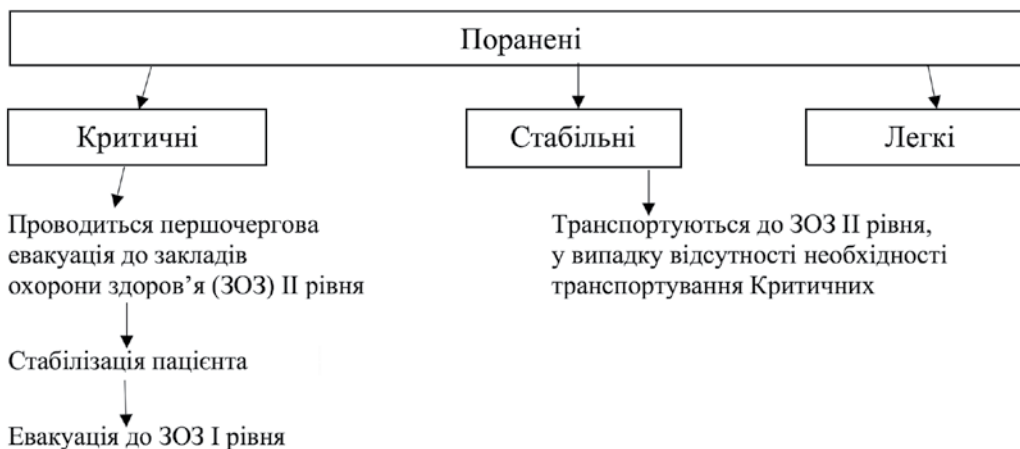 Поранені
Критичні
Стабільні
Легкі
Проводиться першочергова
евакуація до закладів
охорони здоров’я (ЗОЗ) ІІ рівня
Стабілізація пацієнта
Евакуація до ЗОЗ І рівня
Транспортуються до ЗОЗ ІІ рівня,
у випадку відсутності необхідності
транспортування Критичних